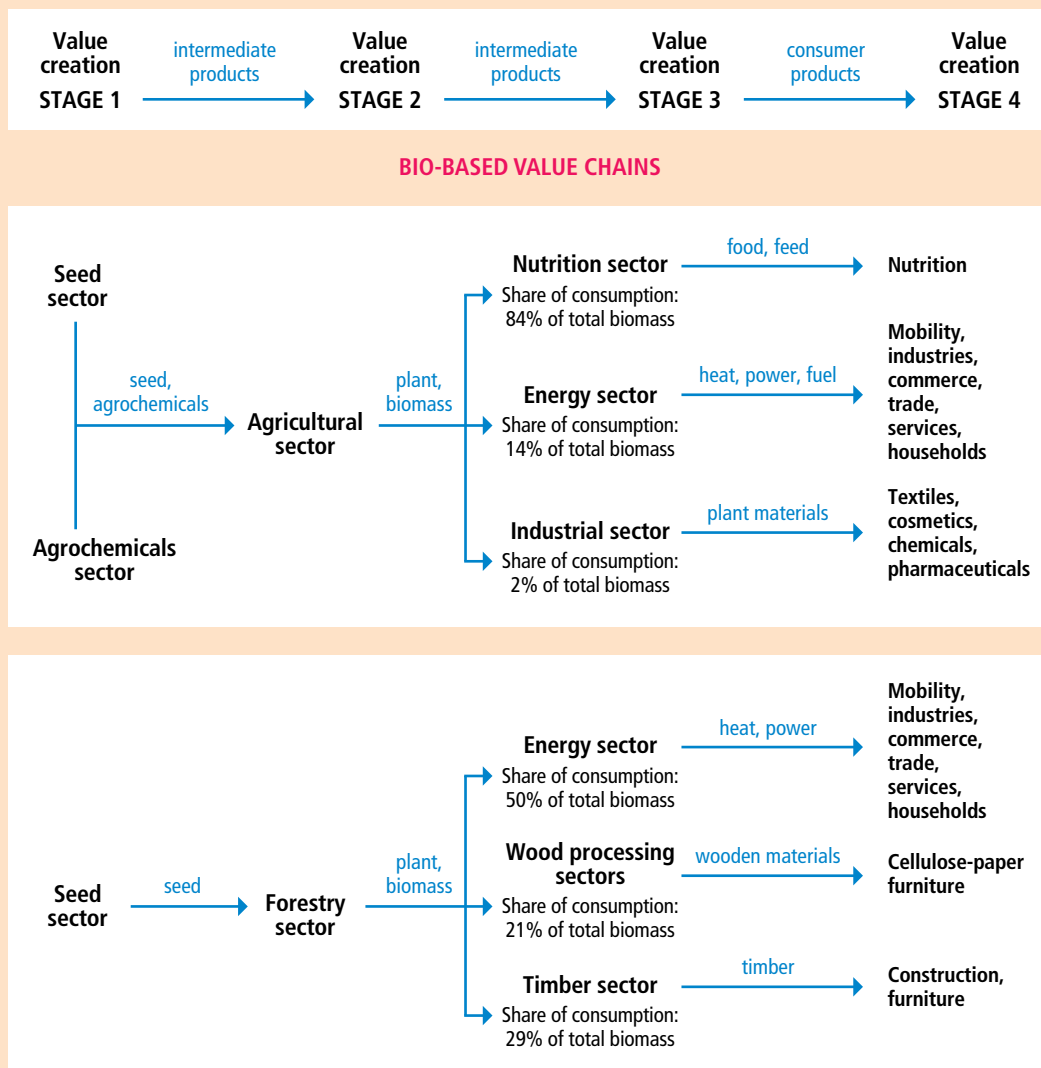 Value
creation
STAGE 1
intermediate
products
Value
creation
STAGE 2
intermediate
products
Value
creation
STAGE 3
consumer
products
Value
creation
STAGE 4
BIO-BASED VALUE CHAINS
Seed
sector
Agrochemicals
sector
seed,
agrochemicals
Agricultural
sector
plant,
biomass
Nutrition sector
Share of consumption:
84% of total biomass
food, feed
Nutrition
Energy sector
Share of consumption:
14% of total biomass
heat, power, fuel
Mobility,
industries,
commerce,
trade,
services,
households
Industrial sector
Share of consumption:
2% of total biomass
plant materials
Textiles,
cosmetics,
chemicals,
pharmaceuticals
Seed
sector
seed
Forestry
sector
plant,
biomass
Energy sector
Share of consumption:
50% of total biomass
heat, power
Mobility,
industries,
commerce,
trade,
services,
households
Wood processing
sectors
Share of consumption:
21% of total biomass
wooden materials
Cellulose-paper
furniture
Timber sector
Share of consumption:
29% of total biomass
timber
Construction,
furniture